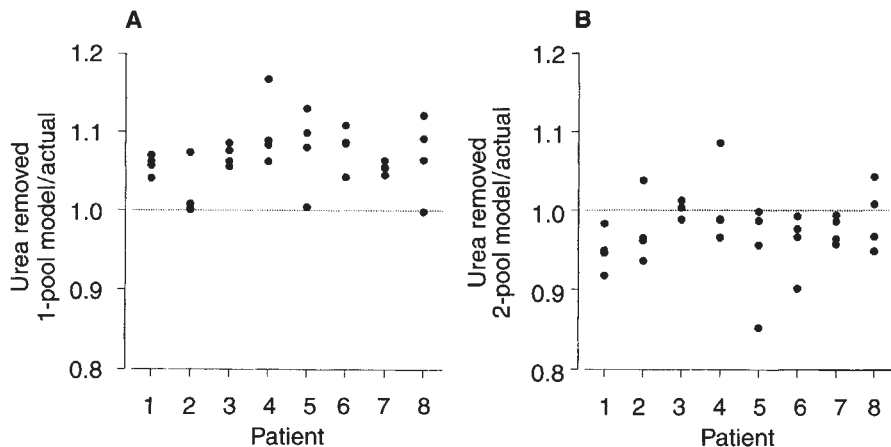 A
Urea removed
1-pool model/actual
1.2
1.1
1.0
0.9
0.8
1 2 3 4 5 6 7 8
Patient
B
Urea removed
2-pool model/actual
1.2
1.1
1.0
0.9
0.8
1 2 3 4 5 6 7 8
Patient